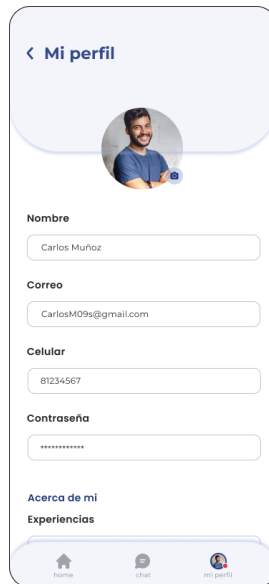 Mi perfil
Nombre
Carlos Muñoz
Correo
CarlosM09s@gmail.com
Celular
81234567
Contraseña
************
Acerca de mi
Experiencias
home
chat
mi perfil